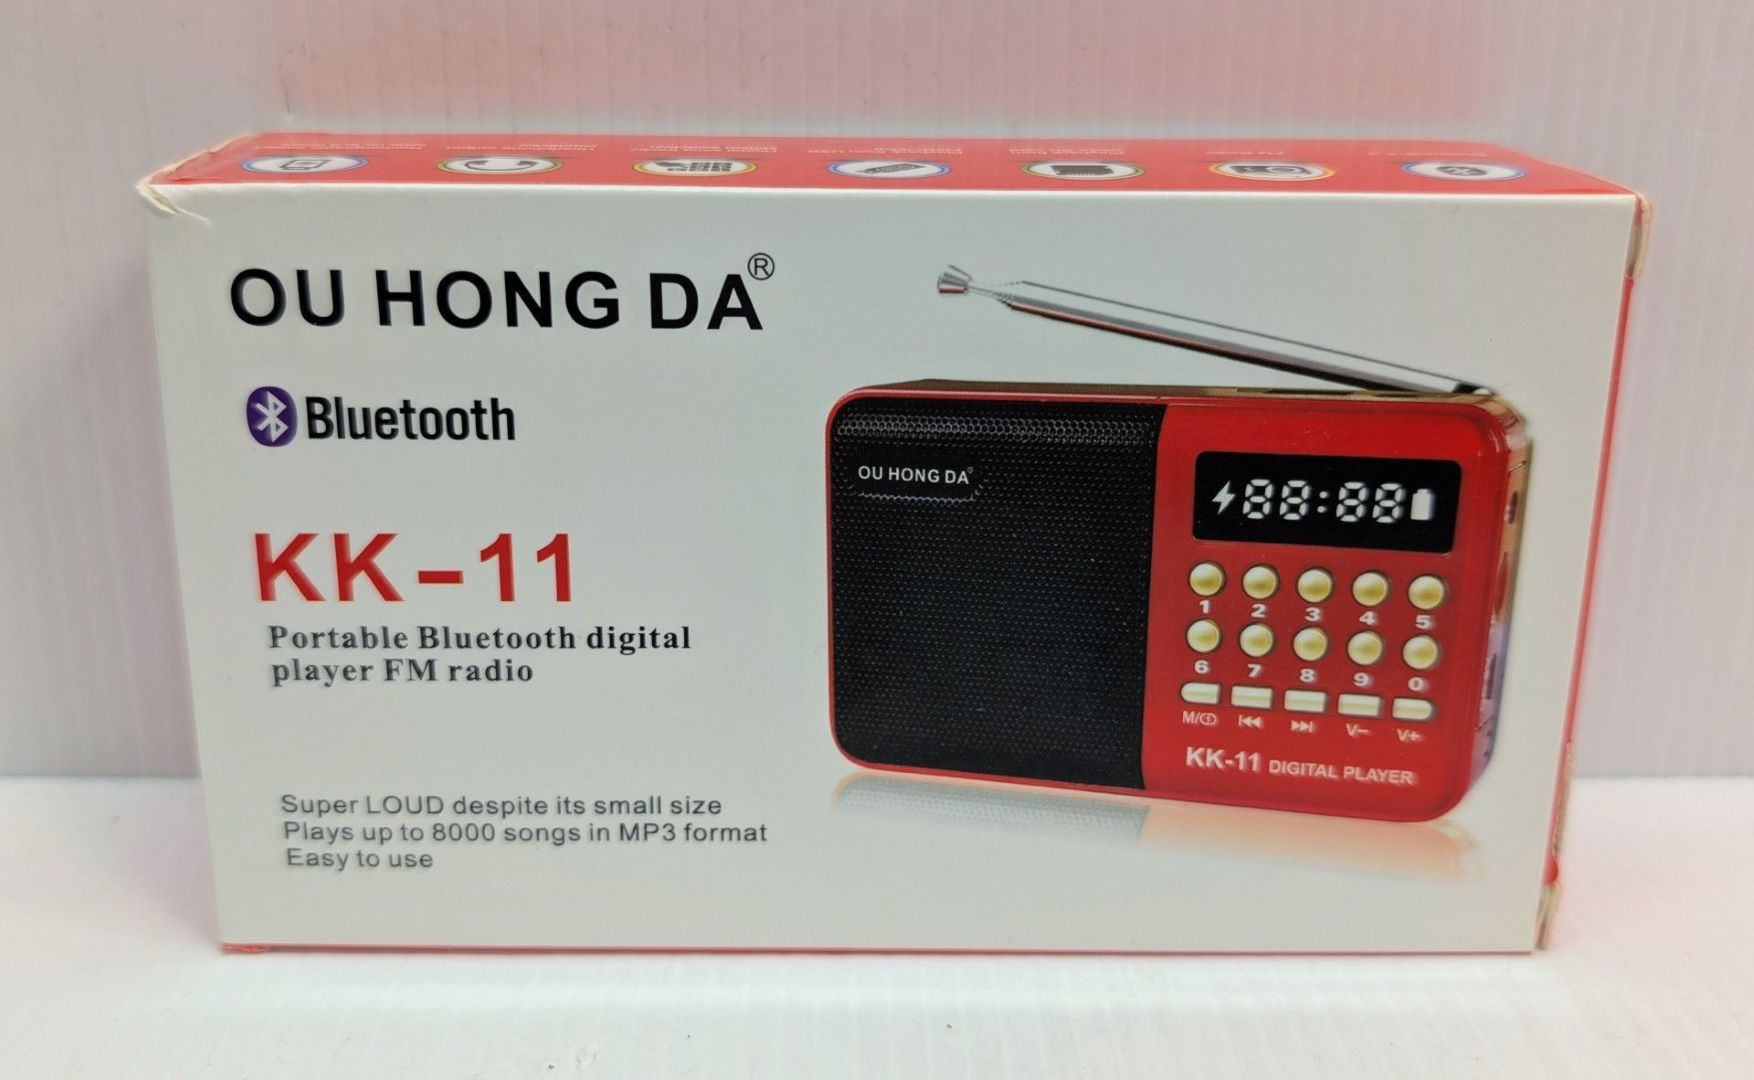 OU HONG DA®
Bluetooth
KK-11
Portable Bluetooth digital
player FM radio
Super LOUD despite its small size
Plays up to 8000 songs in MP3 format
Easy to use
OU HONG DA®
88:88
1 2 3 4 5
6 7 8 9 0
M/ V- V+
KK-11 DIGITAL PLAYER